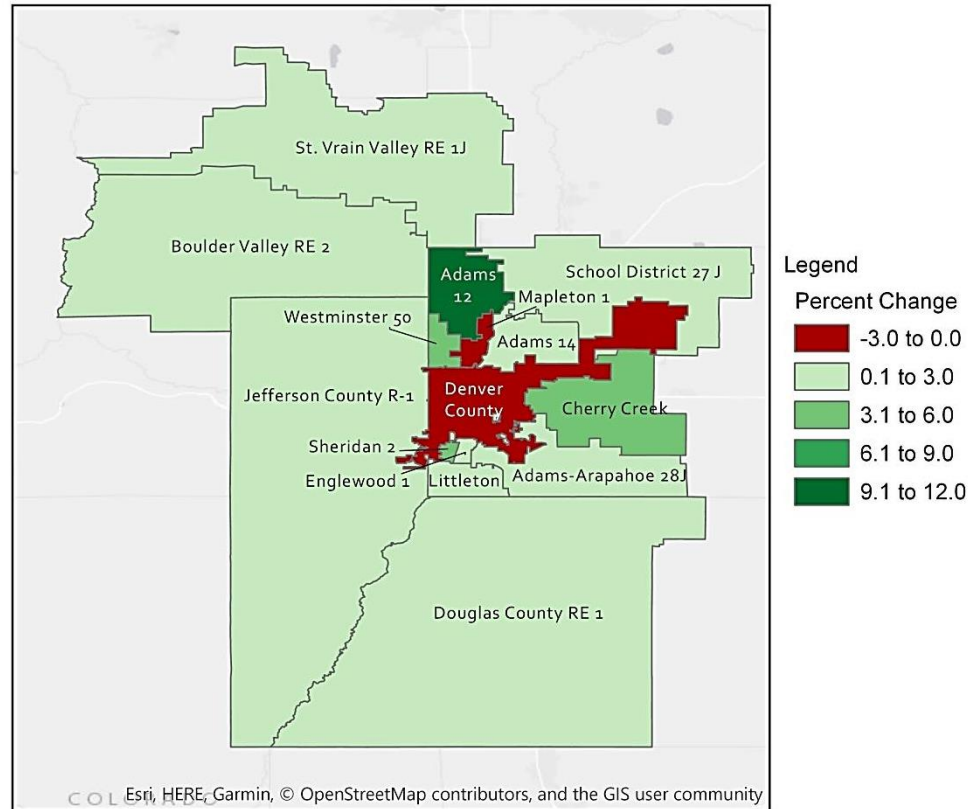 St. Vrain Valley RE 1J
Boulder Valley RE 2
Adams
12
School District 27 J
Mapleton 1
Westminster 50
Adams 14
Jefferson County R-1
Denver
County
Cherry Creek
Sheridan 2
Englewood 1
Littleton
Adams-Arapahoe 28J
Douglas County RE 1
COLORADO
Esri, HERE, Garmin, © OpenStreetMap contributors, and the GIS user community
Legend
Percent Change
-3.0 to 0.0
0.1 to 3.0
3.1 to 6.0
6.1 to 9.0
9.1 to 12.0